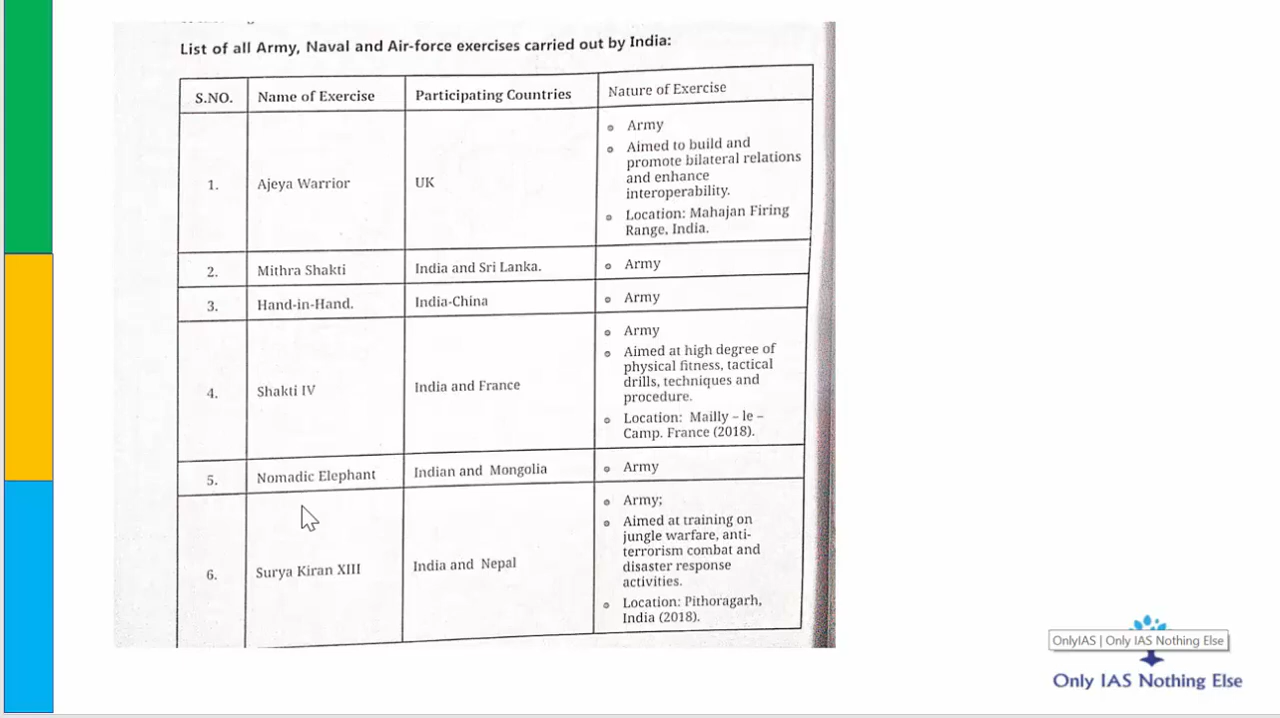 List of all Army, Naval and Air-force exercises carried out by India:
S.NO. Name of Exercise Participating Countries Nature of Exercise
1. Ajeya Warrior UK
Army
Aimed to build and
promote bilateral relations
and enhance
interoperability.
Location: Mahajan Firing
Range, India.
2. Mithra Shakti India and Sri Lanka. Army
3. Hand-in-Hand. India-China Army
4. Shakti IV India and France
Army
Aimed at high degree of
physical fitness, tactical
drills, techniques and
procedure.
Location: Mailly – le –
Camp. France (2018).
5. Nomadic Elephant Indian and Mongolia Army
6. Surya Kiran XIII India and Nepal
Army;
Aimed at training on
jungle warfare, anti-
terrorism combat and
disaster response
activities.
Location: Pithoragarh,
India (2018).
OnlyIAS | Only IAS Nothing Else
Only IAS Nothing Else